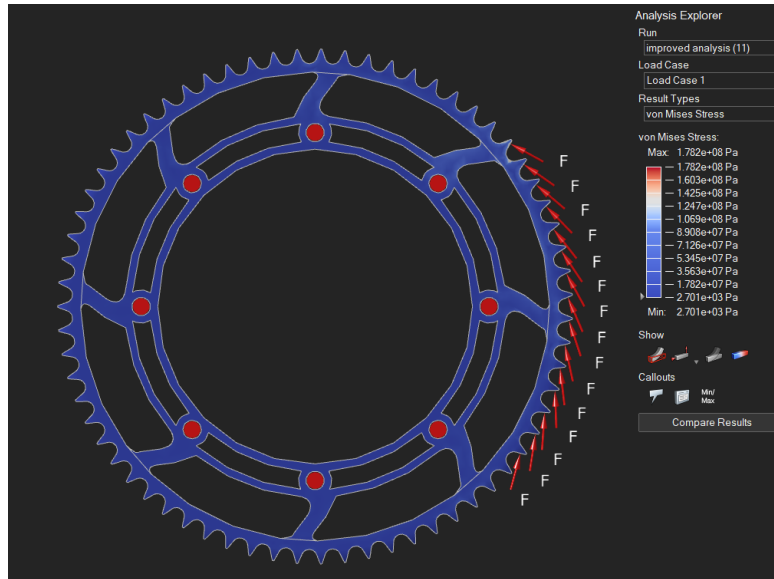 Analysis Explorer
Run
improved analysis (11)
Load Case
Load Case 1
Result Types
von Mises Stress
von Mises Stress:
Max: 1.782e+08 Pa
1.782e+08 Pa
1.603e+08 Pa
1.425e+08 Pa
1.247e+08 Pa
1.069e+08 Pa
8.908e+07 Pa
7.126e+07 Pa
5.345e+07 Pa
3.563e+07 Pa
1.782e+07 Pa
2.701e+03 Pa
Min: 2.701e+03 Pa
Show
Callouts
Min/
Max
Compare Results
F
F
F
F
F
F
F
F
F
F
F
F
F